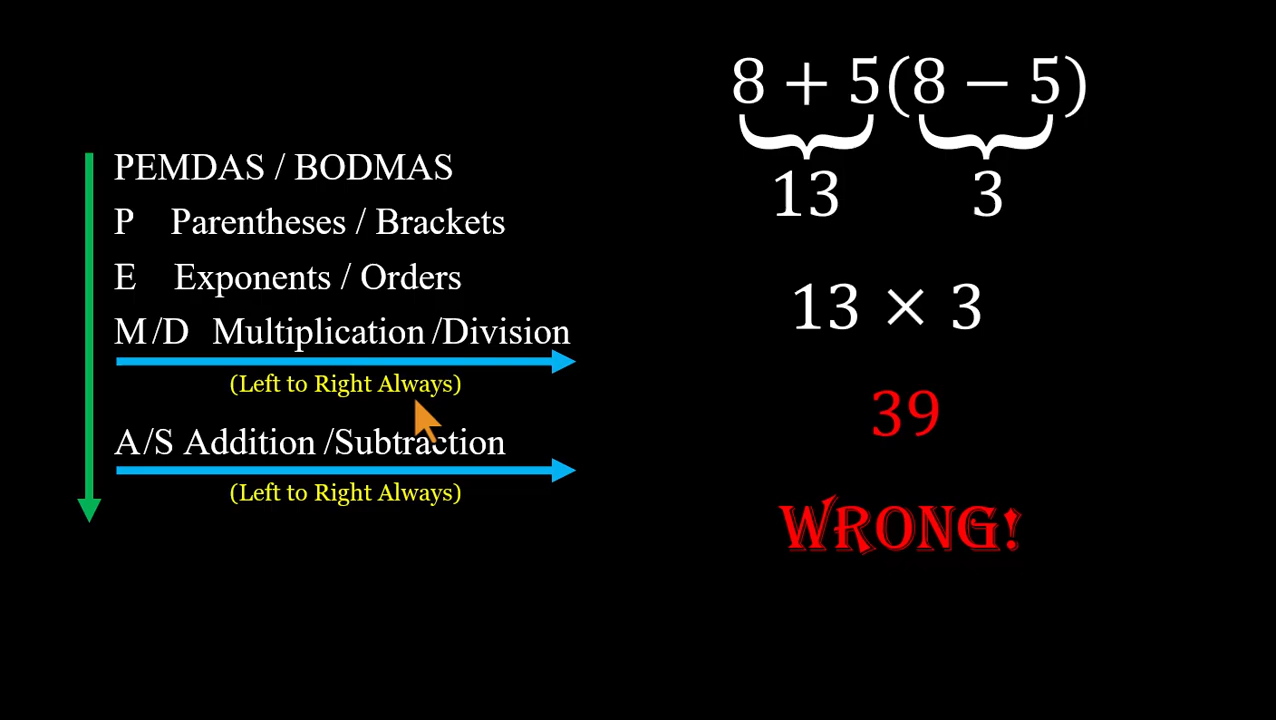 PEMDAS / BODMAS
P Parentheses / Brackets
E Exponents / Orders
M/D Multiplication /Division
(Left to Right Always)
A/S Addition /Subtraction
(Left to Right Always)
8 + 5(8 − 5)
13 3
13 × 3
39
WRONG!